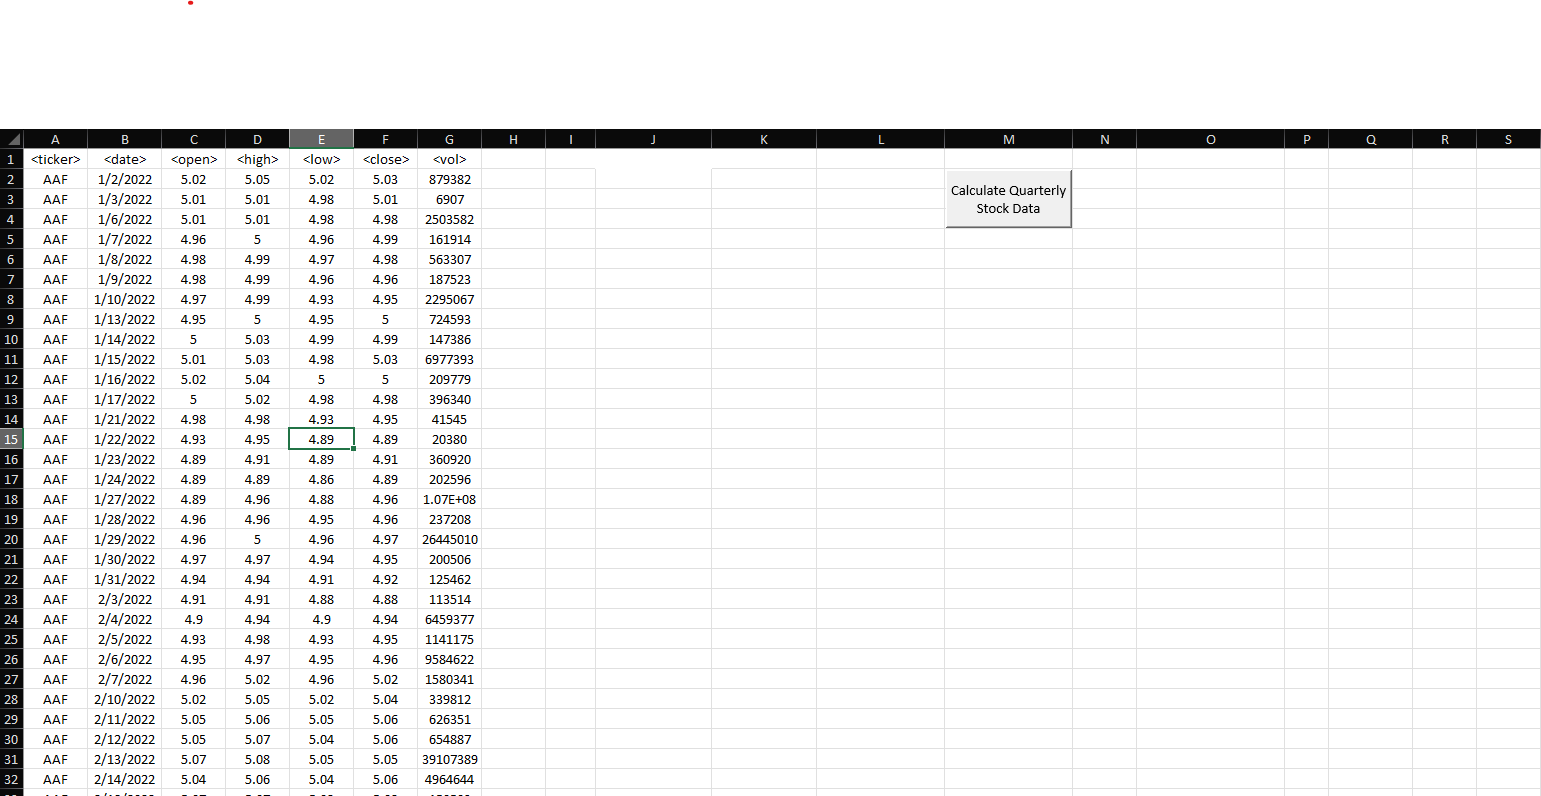 A B C D E F G H I J K L M N O P Q R S
1 <ticker> <date> <open> <high> <low> <close> <vol>
2 AAF 1/2/2022 5.02 5.05 5.02 5.03 879382
3 AAF 1/3/2022 5.01 5.01 4.98 5.01 6907
4 AAF 1/6/2022 5.01 5.01 4.98 4.98 2503582
5 AAF 1/7/2022 4.96 5 4.96 4.99 161914
6 AAF 1/8/2022 4.98 4.99 4.97 4.98 563307
7 AAF 1/9/2022 4.98 4.99 4.96 4.96 187523
8 AAF 1/10/2022 4.97 4.99 4.93 4.95 2295067
9 AAF 1/13/2022 4.95 5 4.95 5 724593
10 AAF 1/14/2022 5 5.03 4.99 4.99 147386
11 AAF 1/15/2022 5.01 5.03 4.98 5.03 6977393
12 AAF 1/16/2022 5.02 5.04 5 5 209779
13 AAF 1/17/2022 5 5.02 4.98 4.98 396340
14 AAF 1/21/2022 4.98 4.98 4.93 4.95 41545
15 AAF 1/22/2022 4.93 4.95 4.89 4.89 20380
16 AAF 1/23/2022 4.89 4.91 4.89 4.91 360920
17 AAF 1/24/2022 4.89 4.89 4.86 4.89 202596
18 AAF 1/27/2022 4.89 4.96 4.88 4.96 1.07E+08
19 AAF 1/28/2022 4.96 4.96 4.95 4.96 237208
20 AAF 1/29/2022 4.96 5 4.96 4.97 26445010
21 AAF 1/30/2022 4.97 4.97 4.94 4.95 200506
22 AAF 1/31/2022 4.94 4.94 4.91 4.92 125462
23 AAF 2/3/2022 4.91 4.91 4.88 4.88 113514
24 AAF 2/4/2022 4.9 4.94 4.9 4.94 6459377
25 AAF 2/5/2022 4.93 4.98 4.93 4.95 1141175
26 AAF 2/6/2022 4.95 4.97 4.95 4.96 9584622
27 AAF 2/7/2022 4.96 5.02 4.96 5.02 1580341
28 AAF 2/10/2022 5.02 5.05 5.02 5.04 339812
29 AAF 2/11/2022 5.05 5.06 5.05 5.06 626351
30 AAF 2/12/2022 5.05 5.07 5.04 5.06 654887
31 AAF 2/13/2022 5.07 5.08 5.05 5.05 39107389
32 AAF 2/14/2022 5.04 5.06 5.04 5.06 4964644
Calculate Quarterly
Stock Data